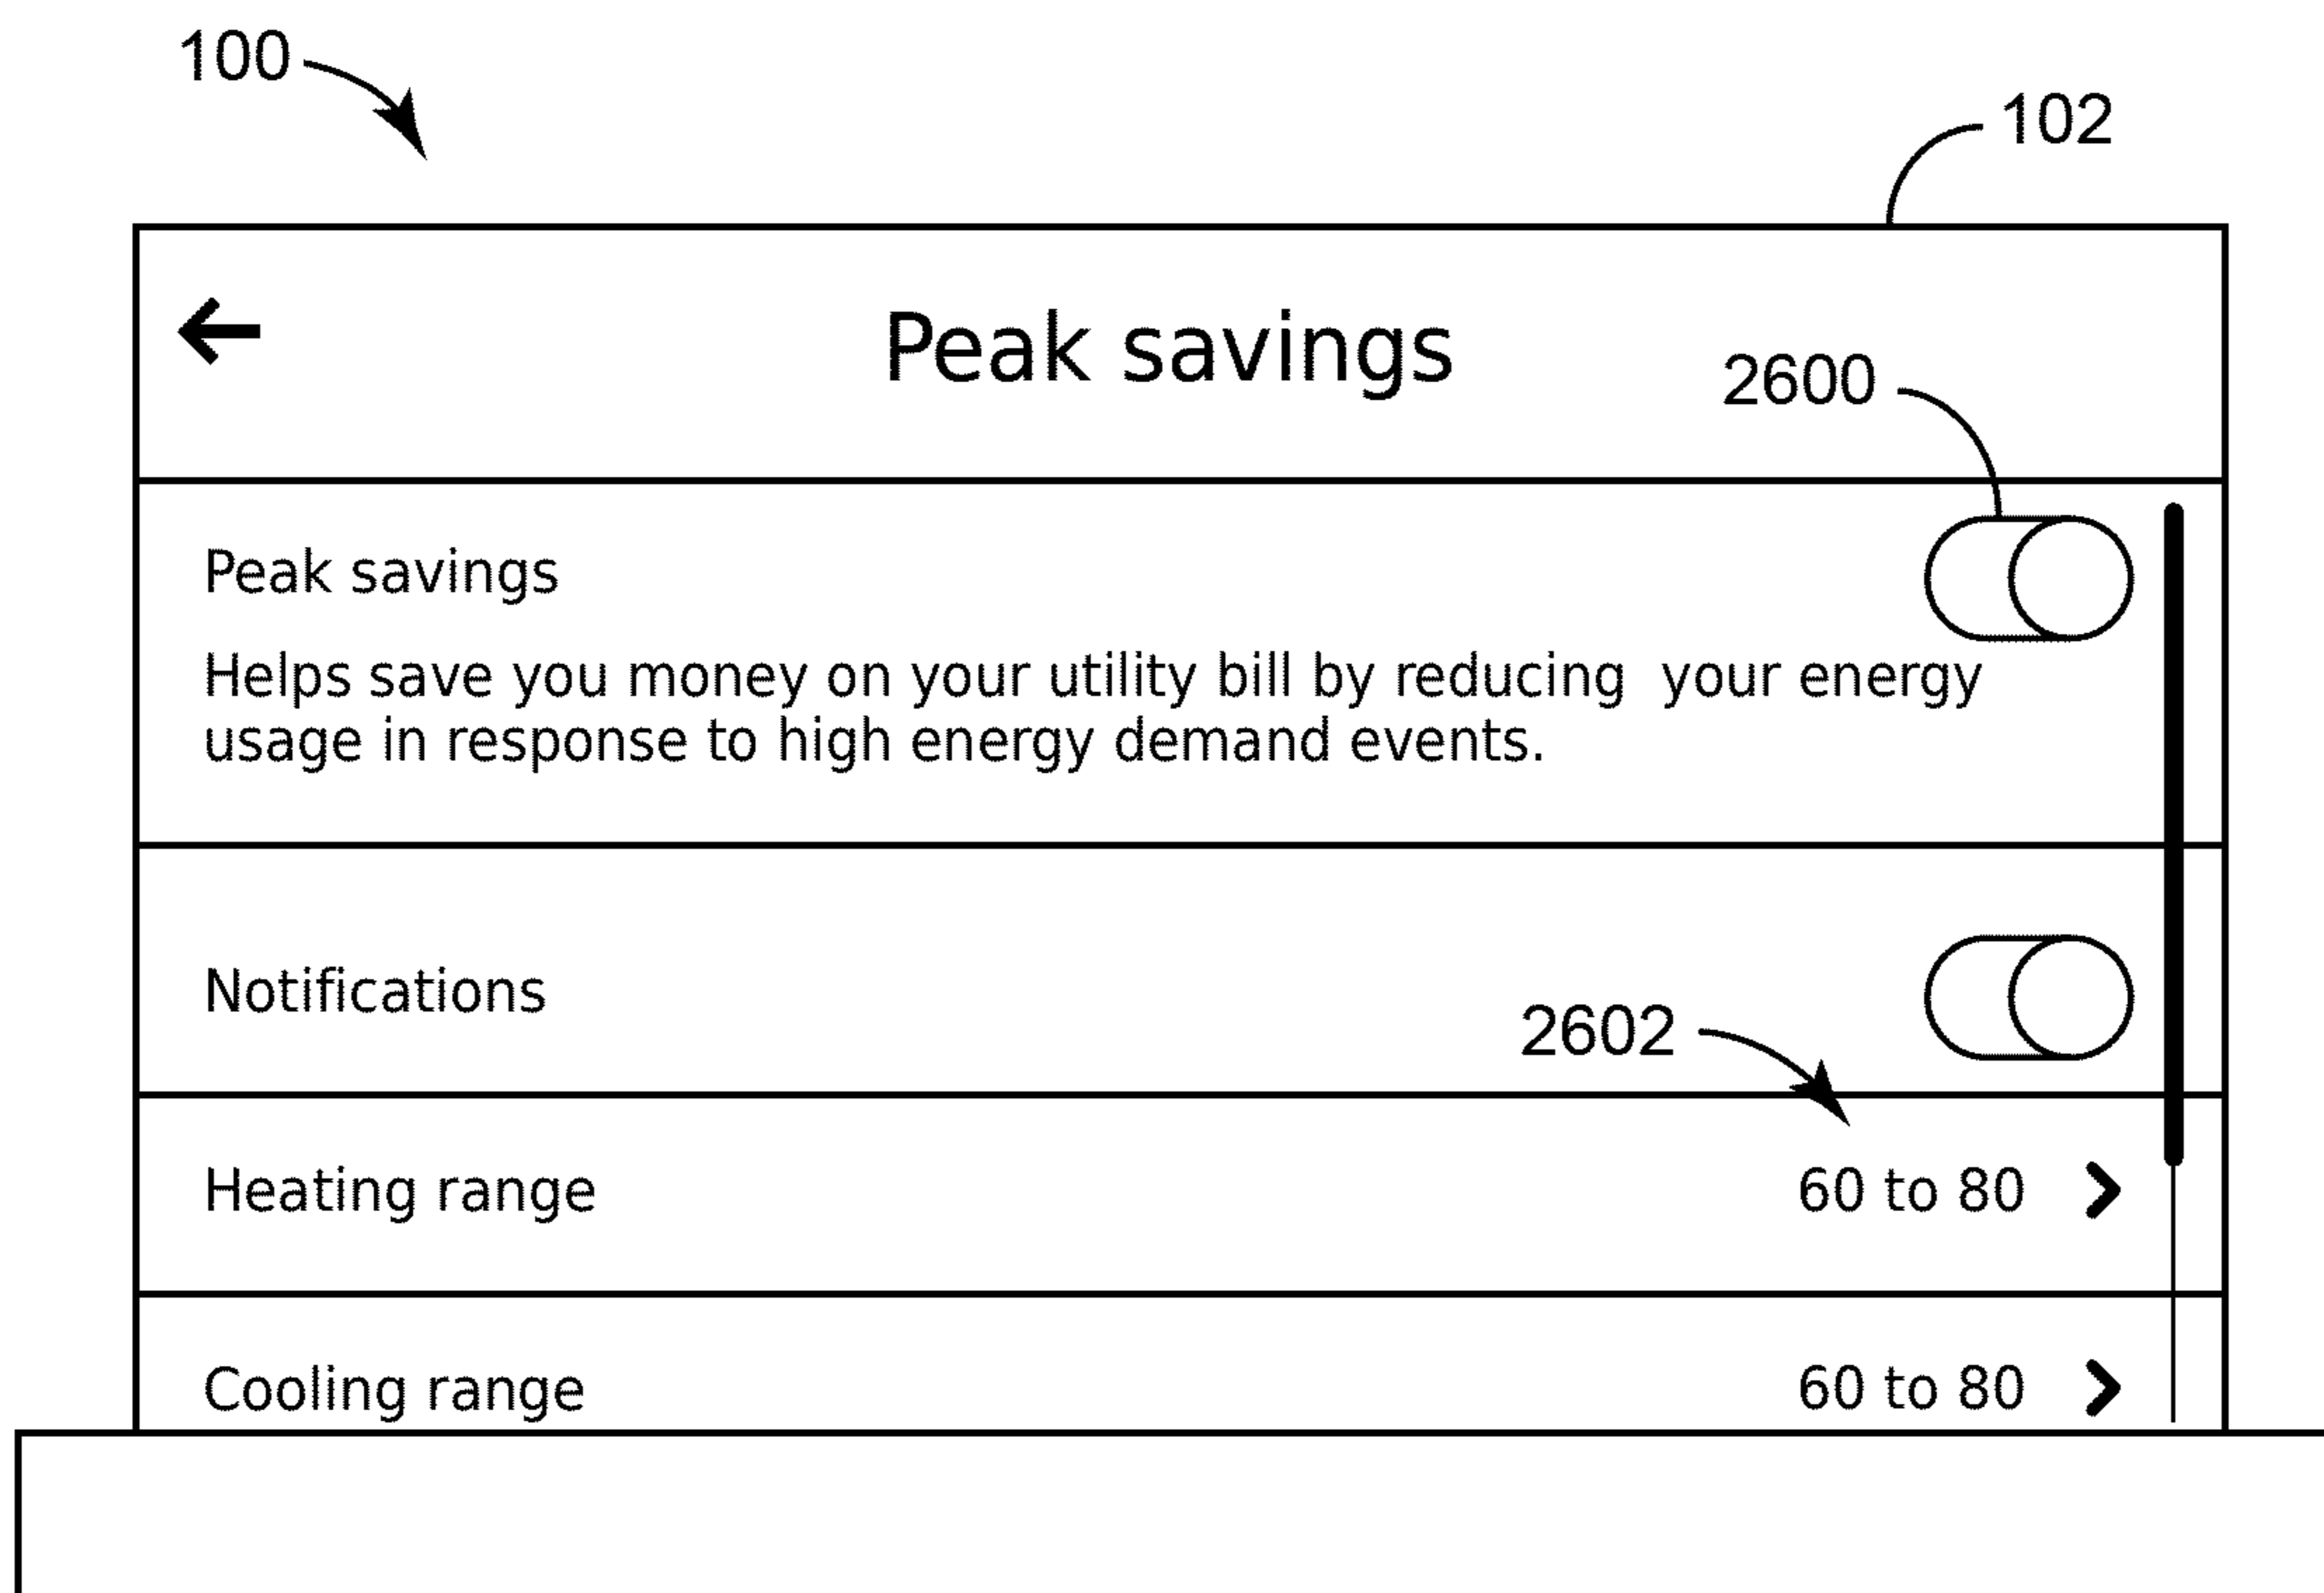 100
102
Peak savings
2600
Peak savings
Helps save you money on your utility bill by reducing  your energy
usage in response to high energy demand events.
Notifications
2602
Heating range 60 to 80
Cooling range 60 to 80